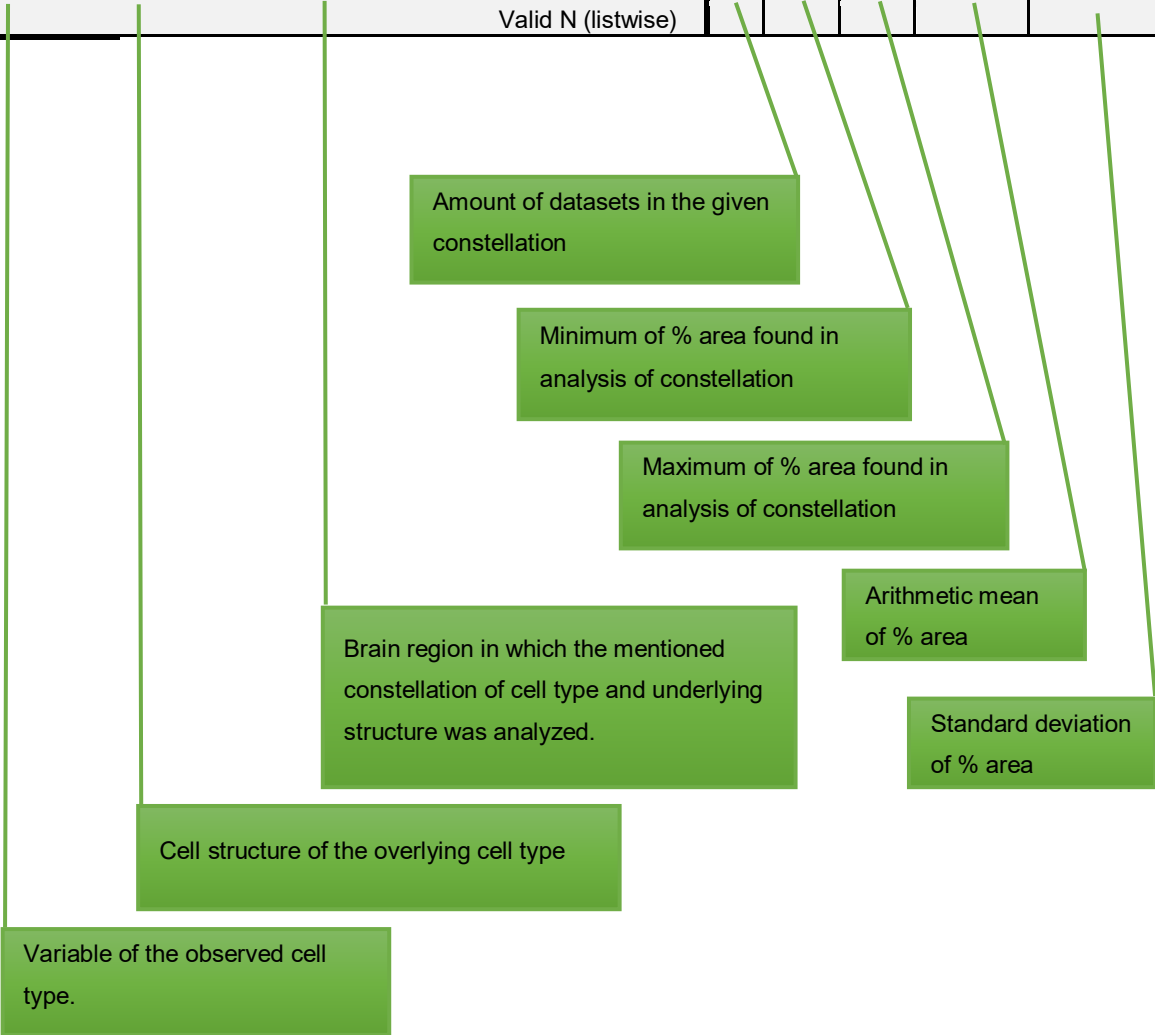 Valid N (listwise)
Amount of datasets in the given
constellation
Minimum of % area found in
analysis of constellation
Maximum of % area found in
analysis of constellation
Arithmetic mean
of % area
Brain region in which the mentioned
constellation of cell type and underlying
structure was analyzed.
Standard deviation
of % area
Cell structure of the overlying cell type
Variable of the observed cell
type.